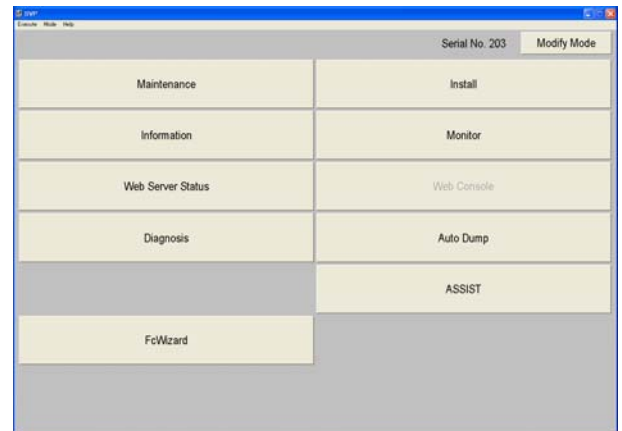 SVP
Execute Mode Help
Serial No. 203 Modify Mode
Maintenance Install
Information Monitor
Web Server Status Web Console
Diagnosis Auto Dump
ASSIST
FcWizard